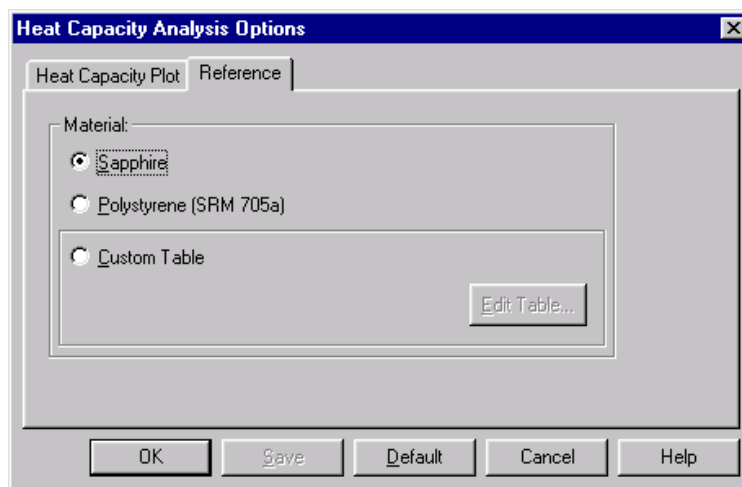 Heat Capacity Analysis Options
Heat Capacity Plot Reference
Material:
Sapphire
Polystyrene (SRM 705a)
Custom Table
Edit Table...
OK Save Default Cancel Help